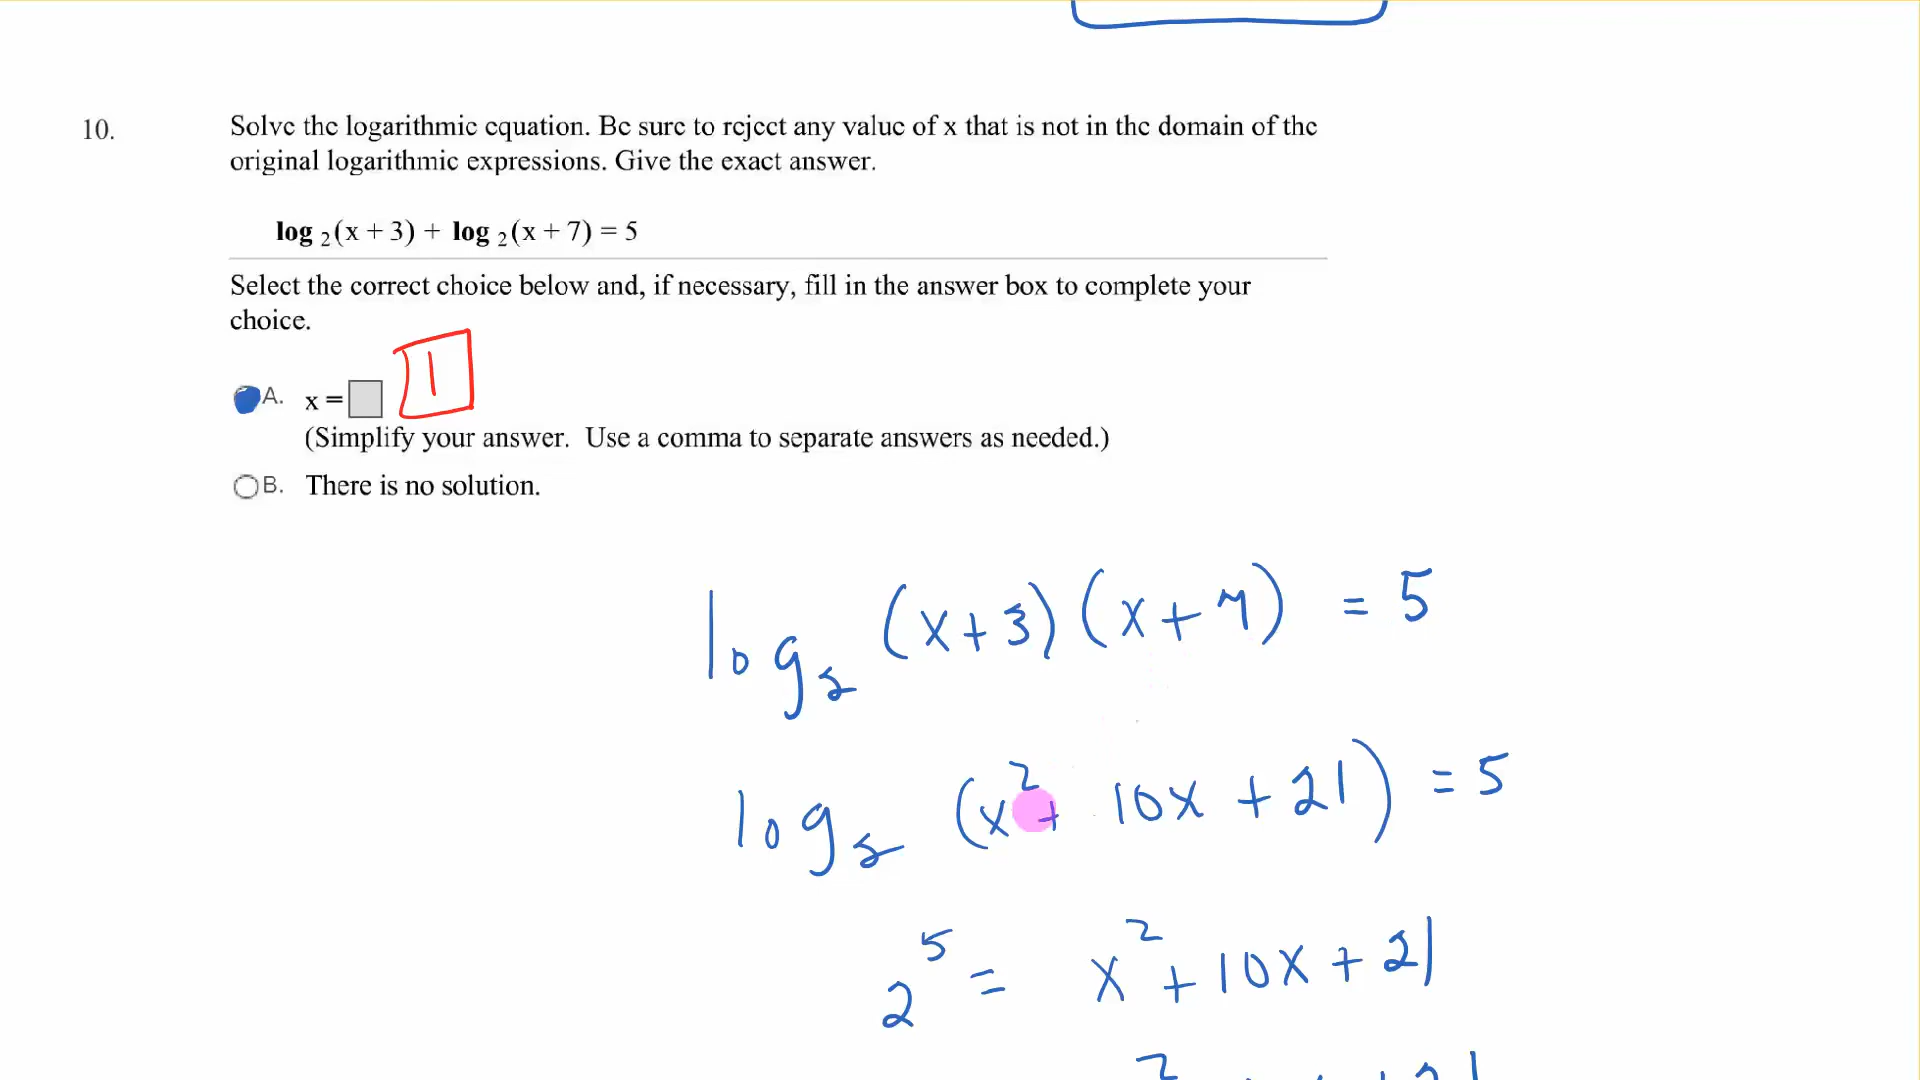 10.
Solve the logarithmic equation. Be sure to reject any value of x that is not in the domain of the
original logarithmic expressions. Give the exact answer.
log ₂(x + 3) + log ₂(x + 7) = 5
Select the correct choice below and, if necessary, fill in the answer box to complete your
choice.
A. x = 1
(Simplify your answer. Use a comma to separate answers as needed.)
B. There is no solution.
log₂ (x+3)(x+7) = 5
log₂ (x² + 10x + 21) = 5
2⁵ = x² + 10x + 21